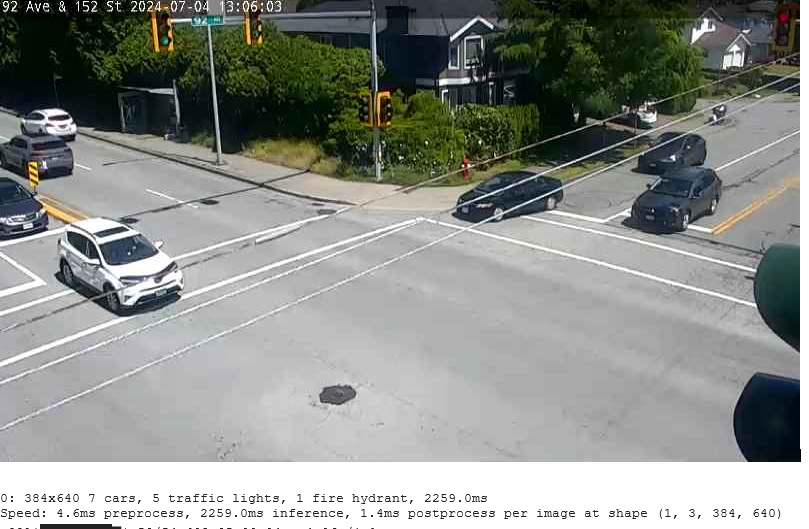 92 Ave & 152 St 2024-07-04 13:06:03
92
0: 384x640 7 cars, 5 traffic lights, 1 fire hydrant, 2259.0ms
Speed: 4.6ms preprocess, 2259.0ms inference, 1.4ms postprocess per image at shape (1, 3, 384, 640)